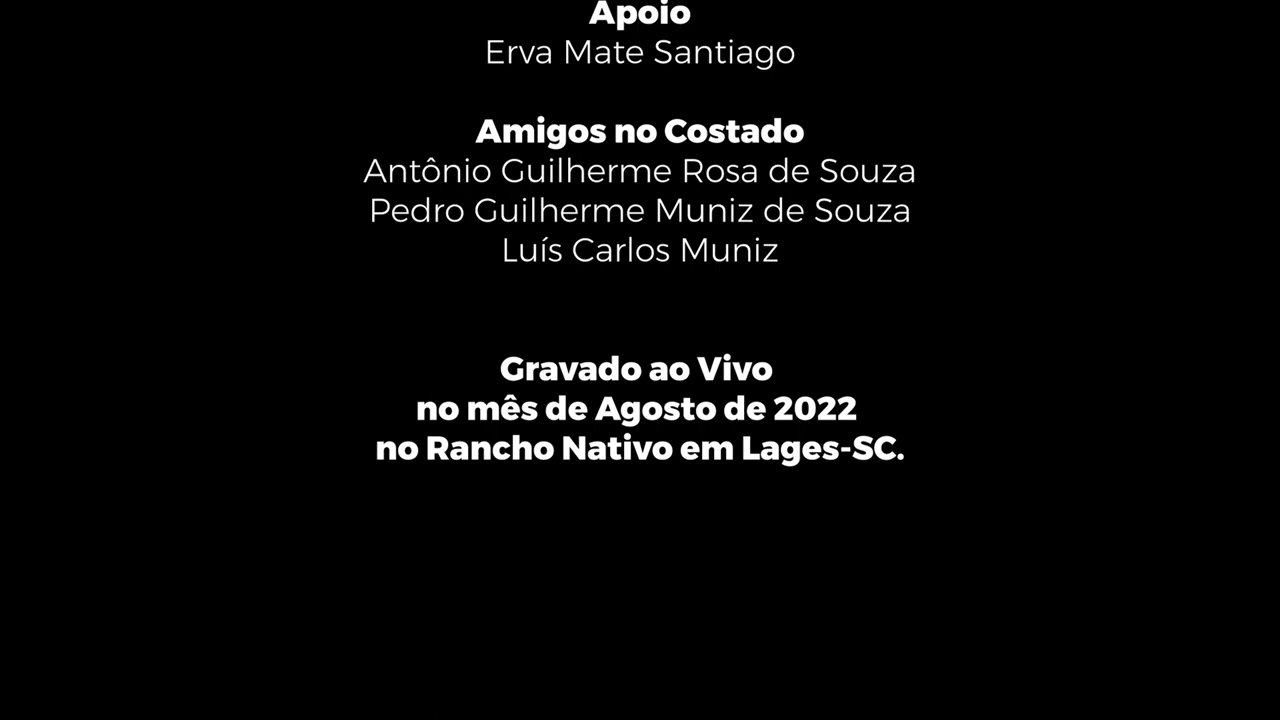 Apoio
Erva Mate Santiago
Amigos no Costado
Antônio Guilherme Rosa de Souza
Pedro Guilherme Muniz de Souza
Luís Carlos Muniz
Gravado ao Vivo
no mês de Agosto de 2022
no Rancho Nativo em Lages-SC.